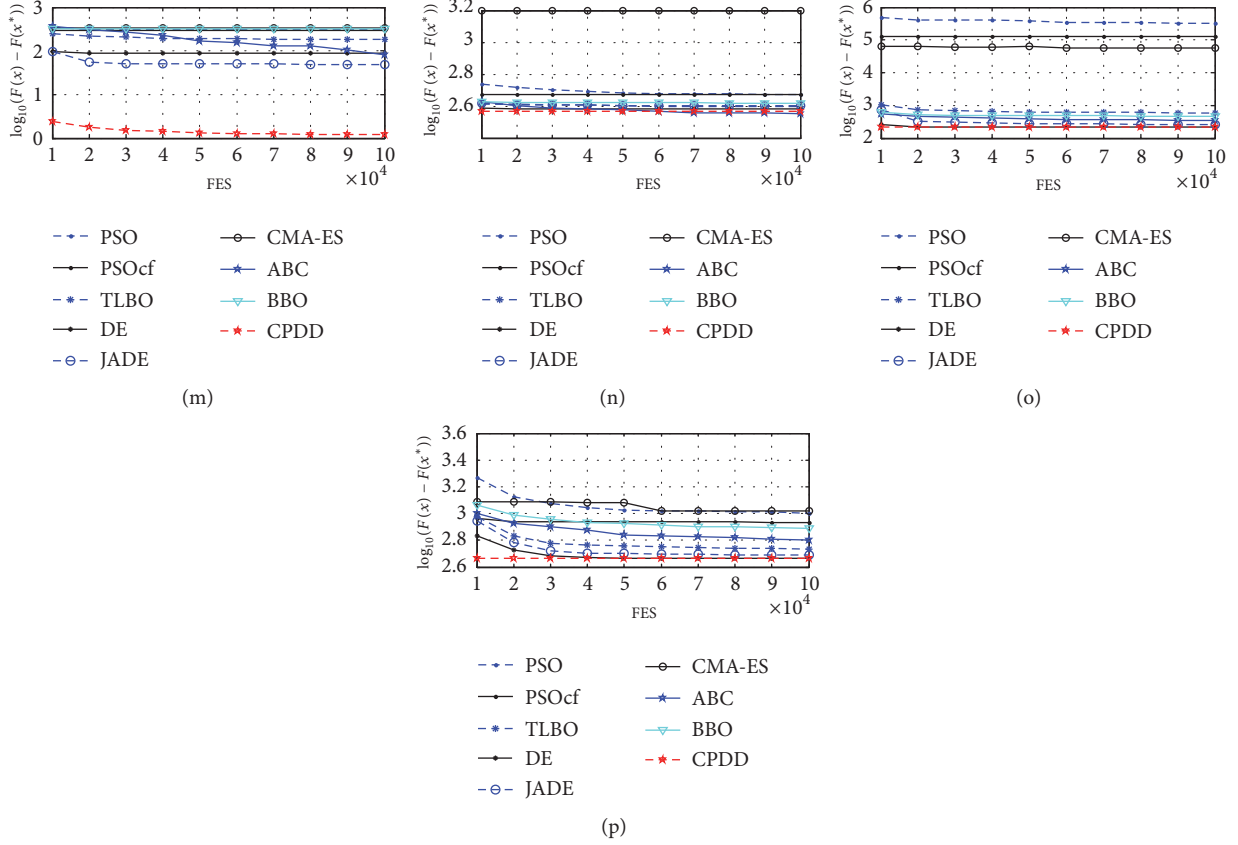 log10(F(x) − F(x*))
3
2
1
0
1 2 3 4 5 6 7 8 9 10
×10^4
FES
PSO
PSOcf
TLBO
DE
JADE
CMA-ES
ABC
BBO
CPDD
(m)
log10(F(x) − F(x*))
3.2
3
2.8
2.6
1 2 3 4 5 6 7 8 9 10
×10^4
FES
PSO
PSOcf
TLBO
DE
JADE
CMA-ES
ABC
BBO
CPDD
(n)
log10(F(x) − F(x*))
6
5
4
3
2
1 2 3 4 5 6 7 8 9 10
×10^4
FES
PSO
PSOcf
TLBO
DE
JADE
CMA-ES
ABC
BBO
CPDD
(o)
log10(F(x) − F(x*))
3.6
3.4
3.2
3
2.8
2.6
1 2 3 4 5 6 7 8 9 10
×10^4
FES
PSO
PSOcf
TLBO
DE
JADE
CMA-ES
ABC
BBO
CPDD
(p)